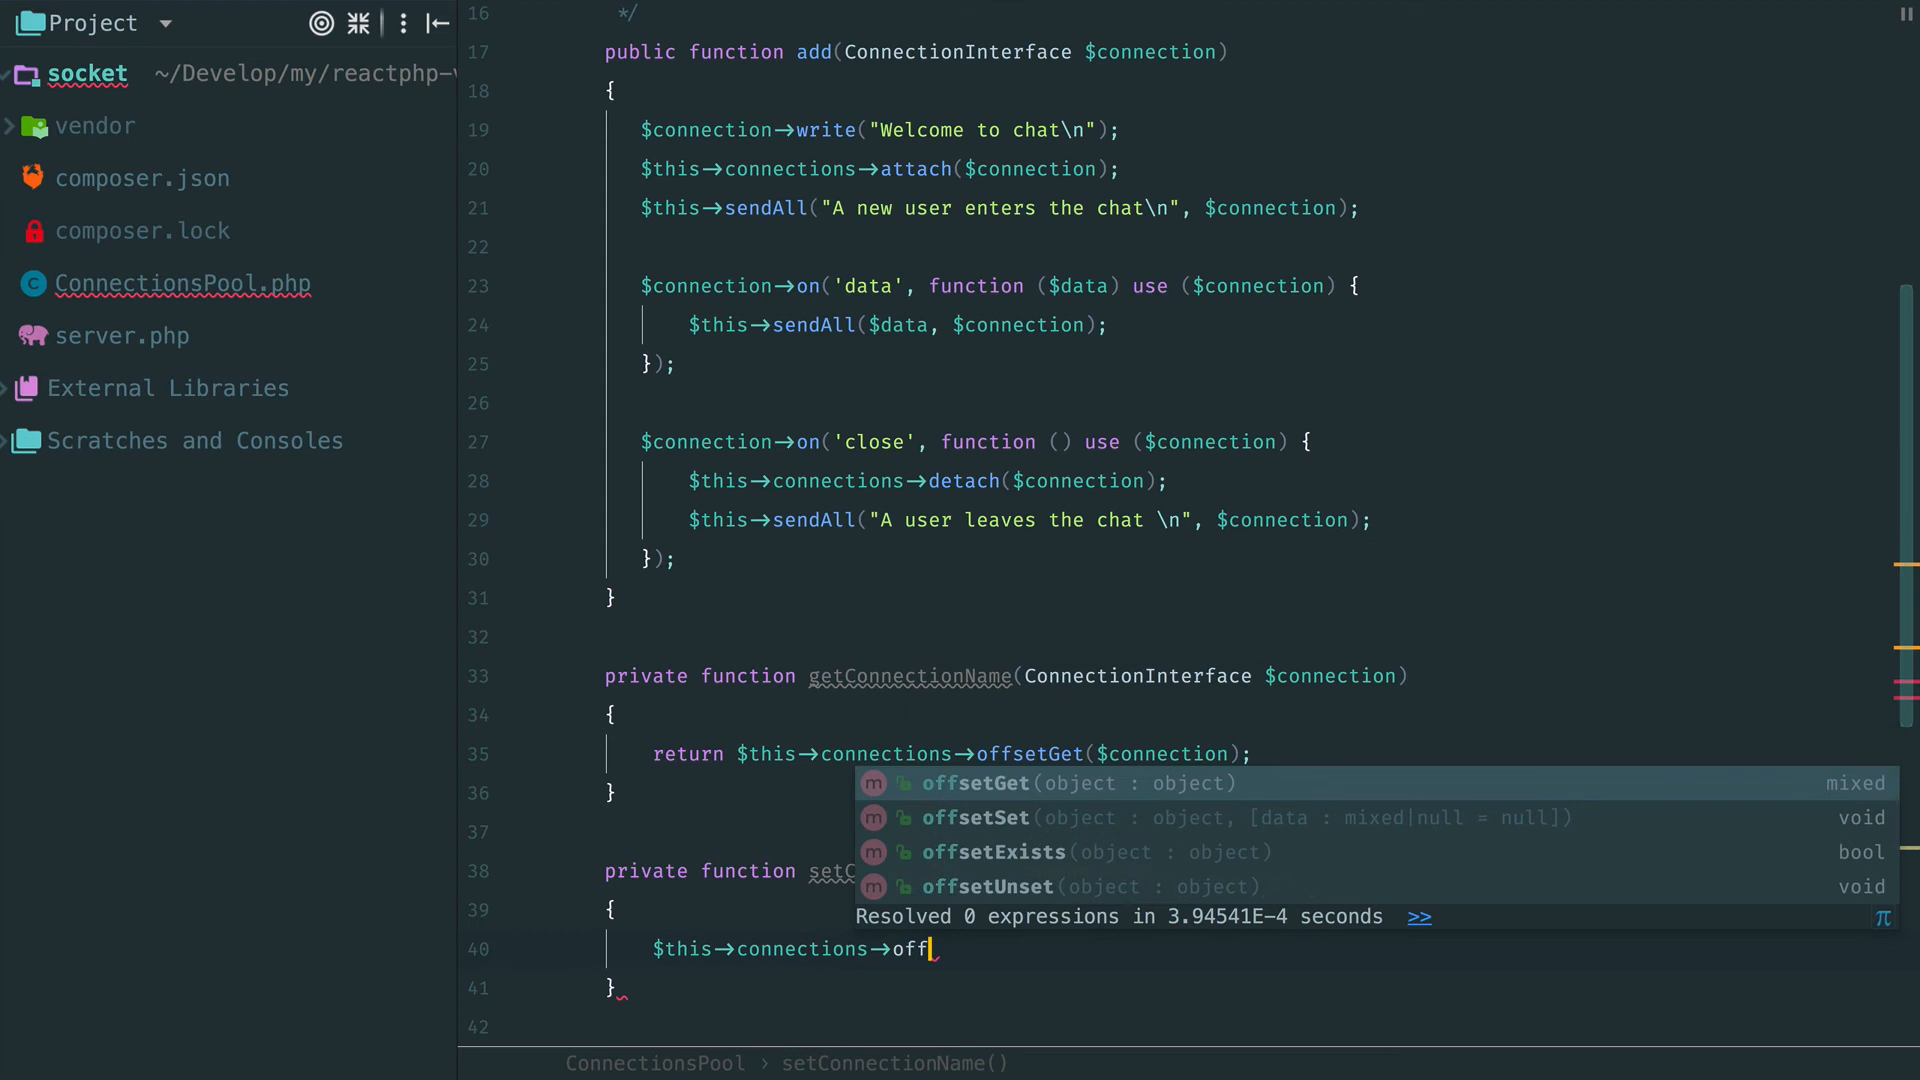 Project
socket ~/Develop/my/reactphp-
vendor
composer.json
composer.lock
ConnectionsPool.php
server.php
External Libraries
Scratches and Consoles
16 */
17 public function add(ConnectionInterface $connection)
18 {
19 $connection->write("Welcome to chat\n");
20 $this->connections->attach($connection);
21 $this->sendAll("A new user enters the chat\n", $connection);
22
23 $connection->on('data', function ($data) use ($connection) {
24 $this->sendAll($data, $connection);
25 });
26
27 $connection->on('close', function () use ($connection) {
28 $this->connections->detach($connection);
29 $this->sendAll("A user leaves the chat \n", $connection);
30 });
31 }
32
33 private function getConnectionName(ConnectionInterface $connection)
34 {
35 return $this->connections->offsetGet($connection);
36 }
37
38 private function setC
39 {
40 $this->connections->off
41 }
42
m offsetGet(object : object) mixed
m offsetSet(object : object, [data : mixed|null = null]) void
m offsetExists(object : object) bool
m offsetUnset(object : object) void
Resolved 0 expressions in 3.94541E-4 seconds >> π
ConnectionsPool > setConnectionName()